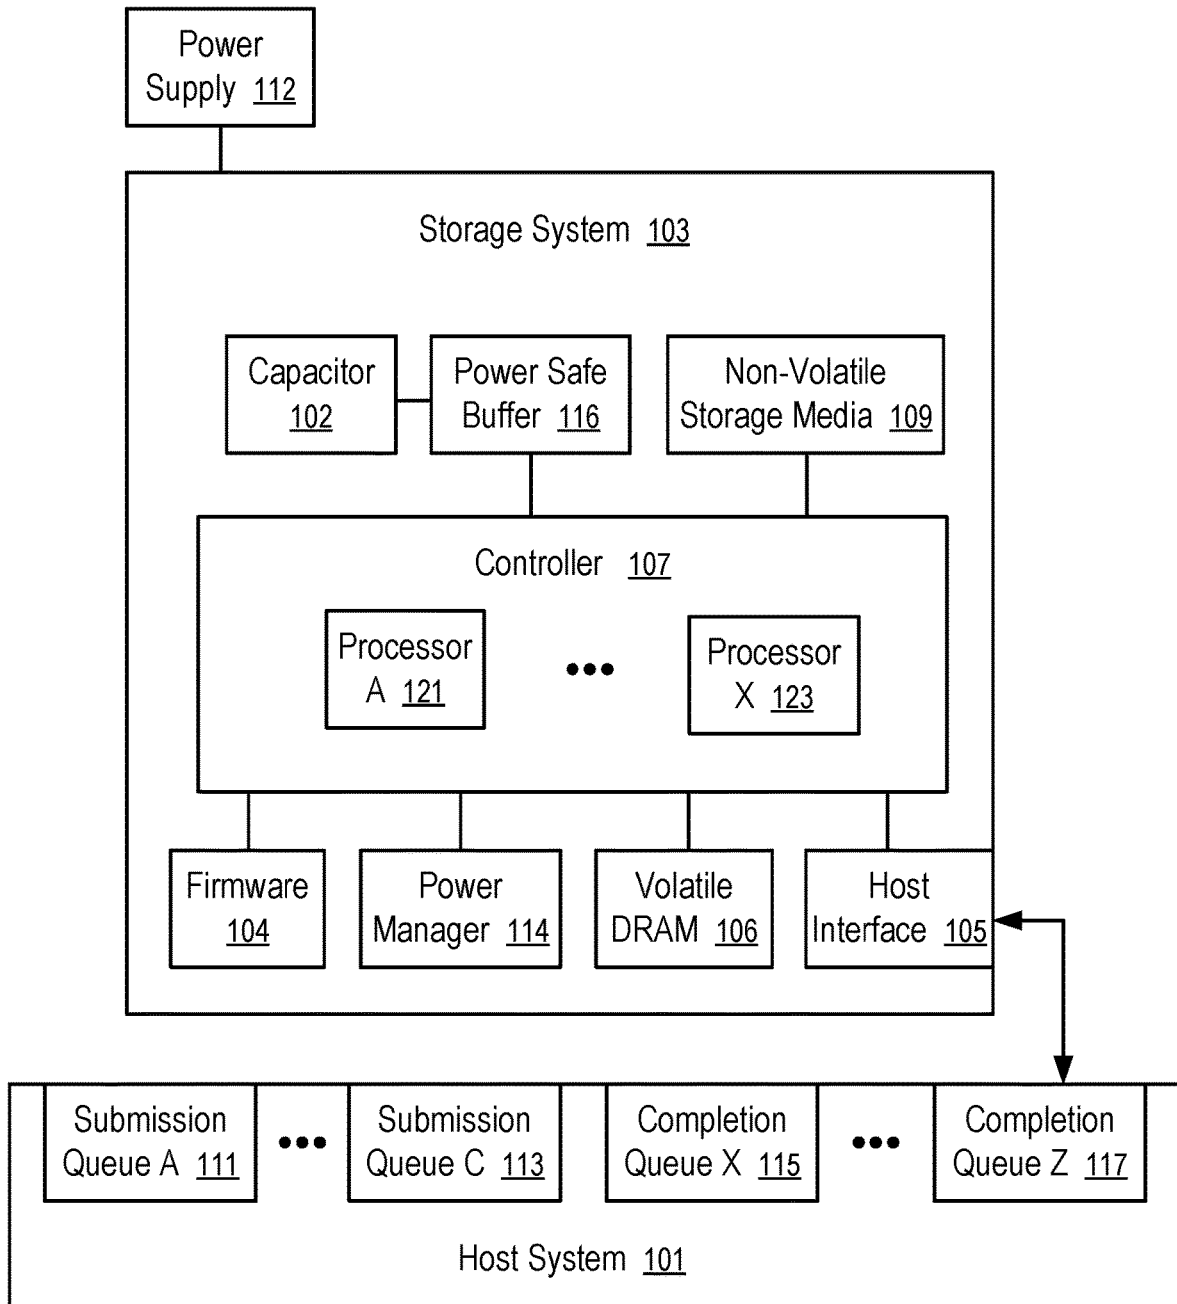 Power
Supply 112
Storage System 103
Capacitor
102
Power Safe
Buffer 116
Non-Volatile
Storage Media 109
Controller 107
Processor
A 121
Processor
X 123
Firmware
104
Power
Manager 114
Volatile
DRAM 106
Host
Interface 105
Submission
Queue A 111
Submission
Queue C 113
Completion
Queue X 115
Completion
Queue Z 117
Host System 101